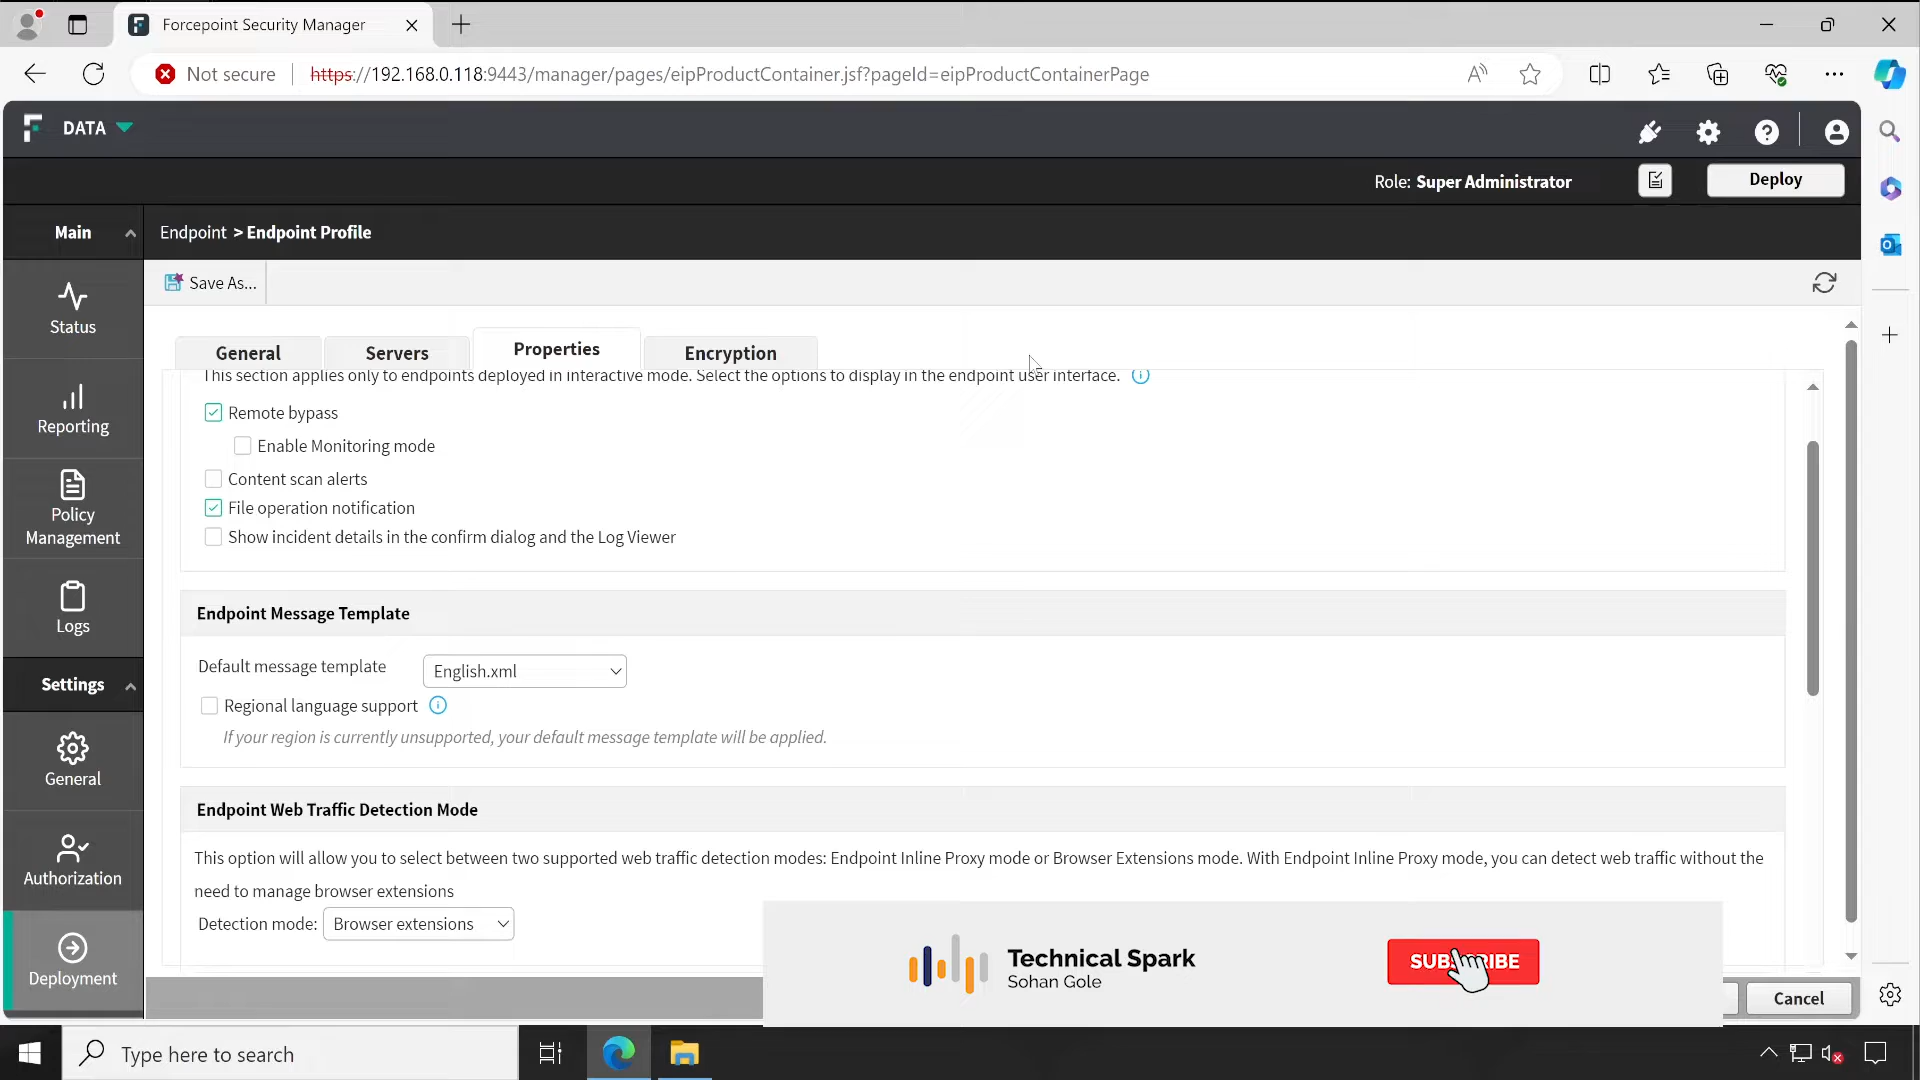 Forcepoint Security Manager
Not secure
https://192.168.0.118:9443/manager/pages/eipProductContainer.jsf?pageId=eipProductContainerPage
DATA
Role: Super Administrator
Deploy
Main
Endpoint > Endpoint Profile
Save As...
Status
General
Servers
Properties
Encryption
This section applies only to endpoints deployed in interactive mode. Select the options to display in the endpoint user interface.
Remote bypass
Enable Monitoring mode
Content scan alerts
File operation notification
Show incident details in the confirm dialog and the Log Viewer
Reporting
Policy
Management
Logs
Endpoint Message Template
Default message template
English.xml
Regional language support
If your region is currently unsupported, your default message template will be applied.
Settings
General
Authorization
Deployment
Endpoint Web Traffic Detection Mode
This option will allow you to select between two supported web traffic detection modes: Endpoint Inline Proxy mode or Browser Extensions mode. With Endpoint Inline Proxy mode, you can detect web traffic without the
need to manage browser extensions
Detection mode: Browser extensions
Technical Spark
Sohan Gole
SUBSCRIBE
Cancel
Type here to search